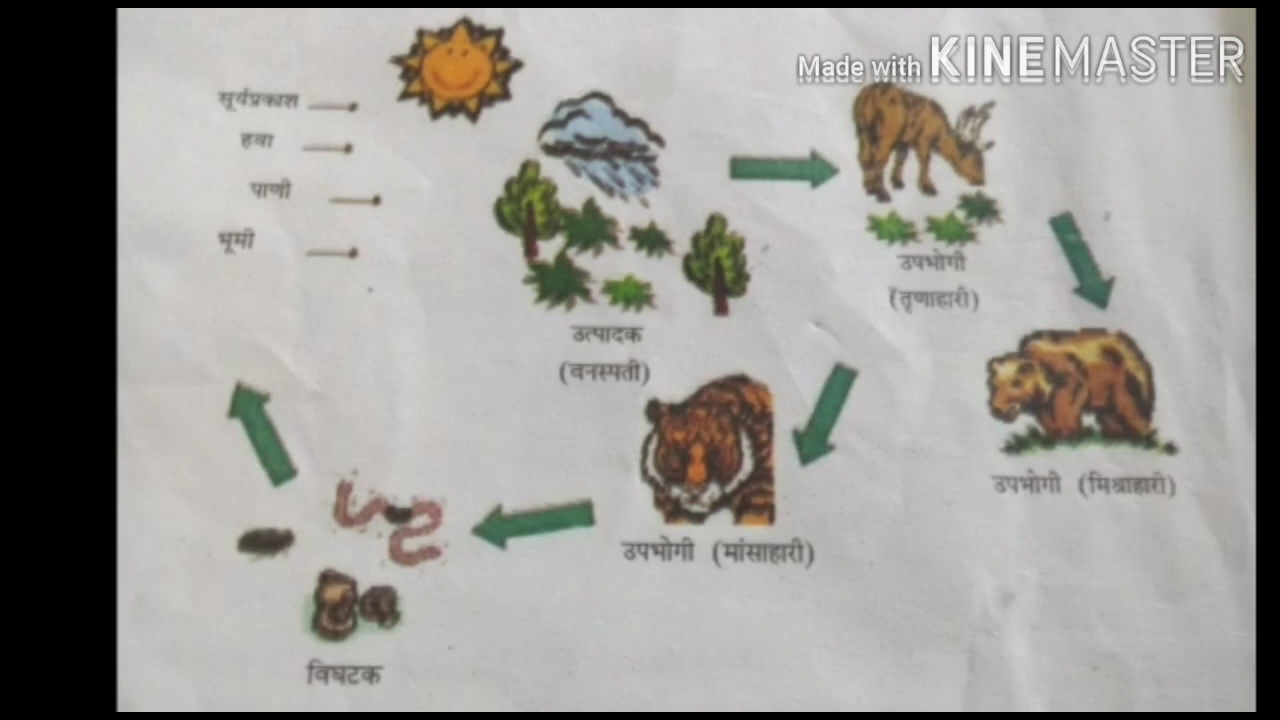 Made with KINEMASTER
सूर्यप्रकाश
हवा
पाणी
भूमी
उत्पादक
(वनस्पती)
उपभोगी
(तृणाहारी)
उपभोगी (मिश्राहारी)
उपभोगी (मांसाहारी)
विघटक